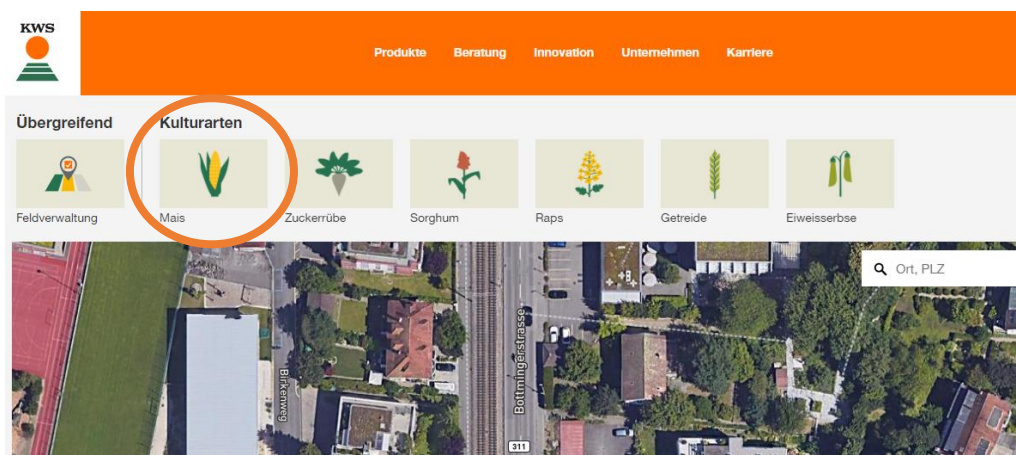 KWS
Produkte Beratung Innovation Unternehmen Karriere
Übergreifend Kulturarten
Feldverwaltung Mais Zuckerrübe Sorghum Raps Getreide Eiweisserbse
Ort, PLZ
Birkenweg
Bottmingerstrasse
311